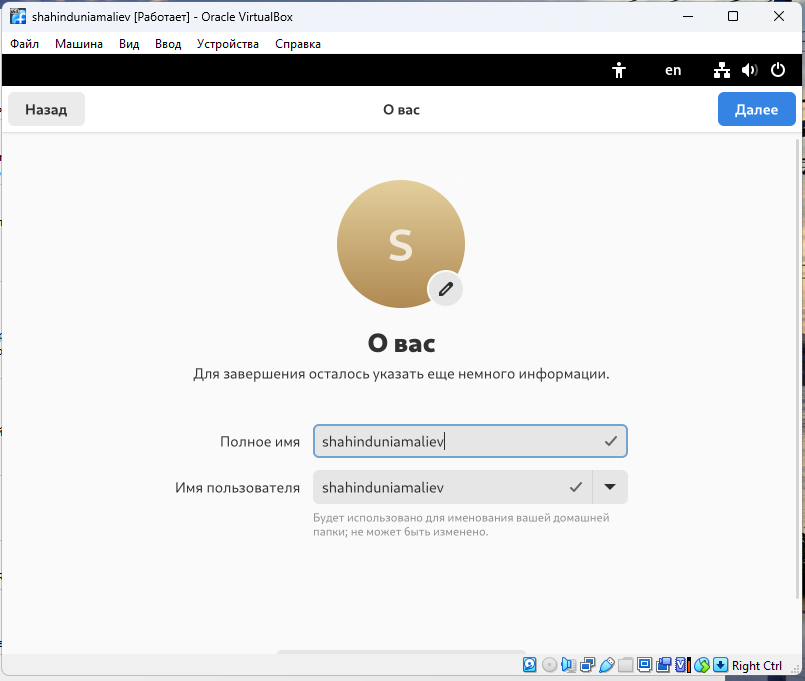 shahinduniamaliev [Работает] - Oracle VirtualBox
Файл Машина Вид Ввод Устройства Справка
en
Назад О вас Далее
S
О вас
Для завершения осталось указать еще немного информации.
Полное имя shahinduniamaliev
Имя пользователя shahinduniamaliev
Будет использовано для именования вашей домашней
папки; не может быть изменено.
Right Ctrl